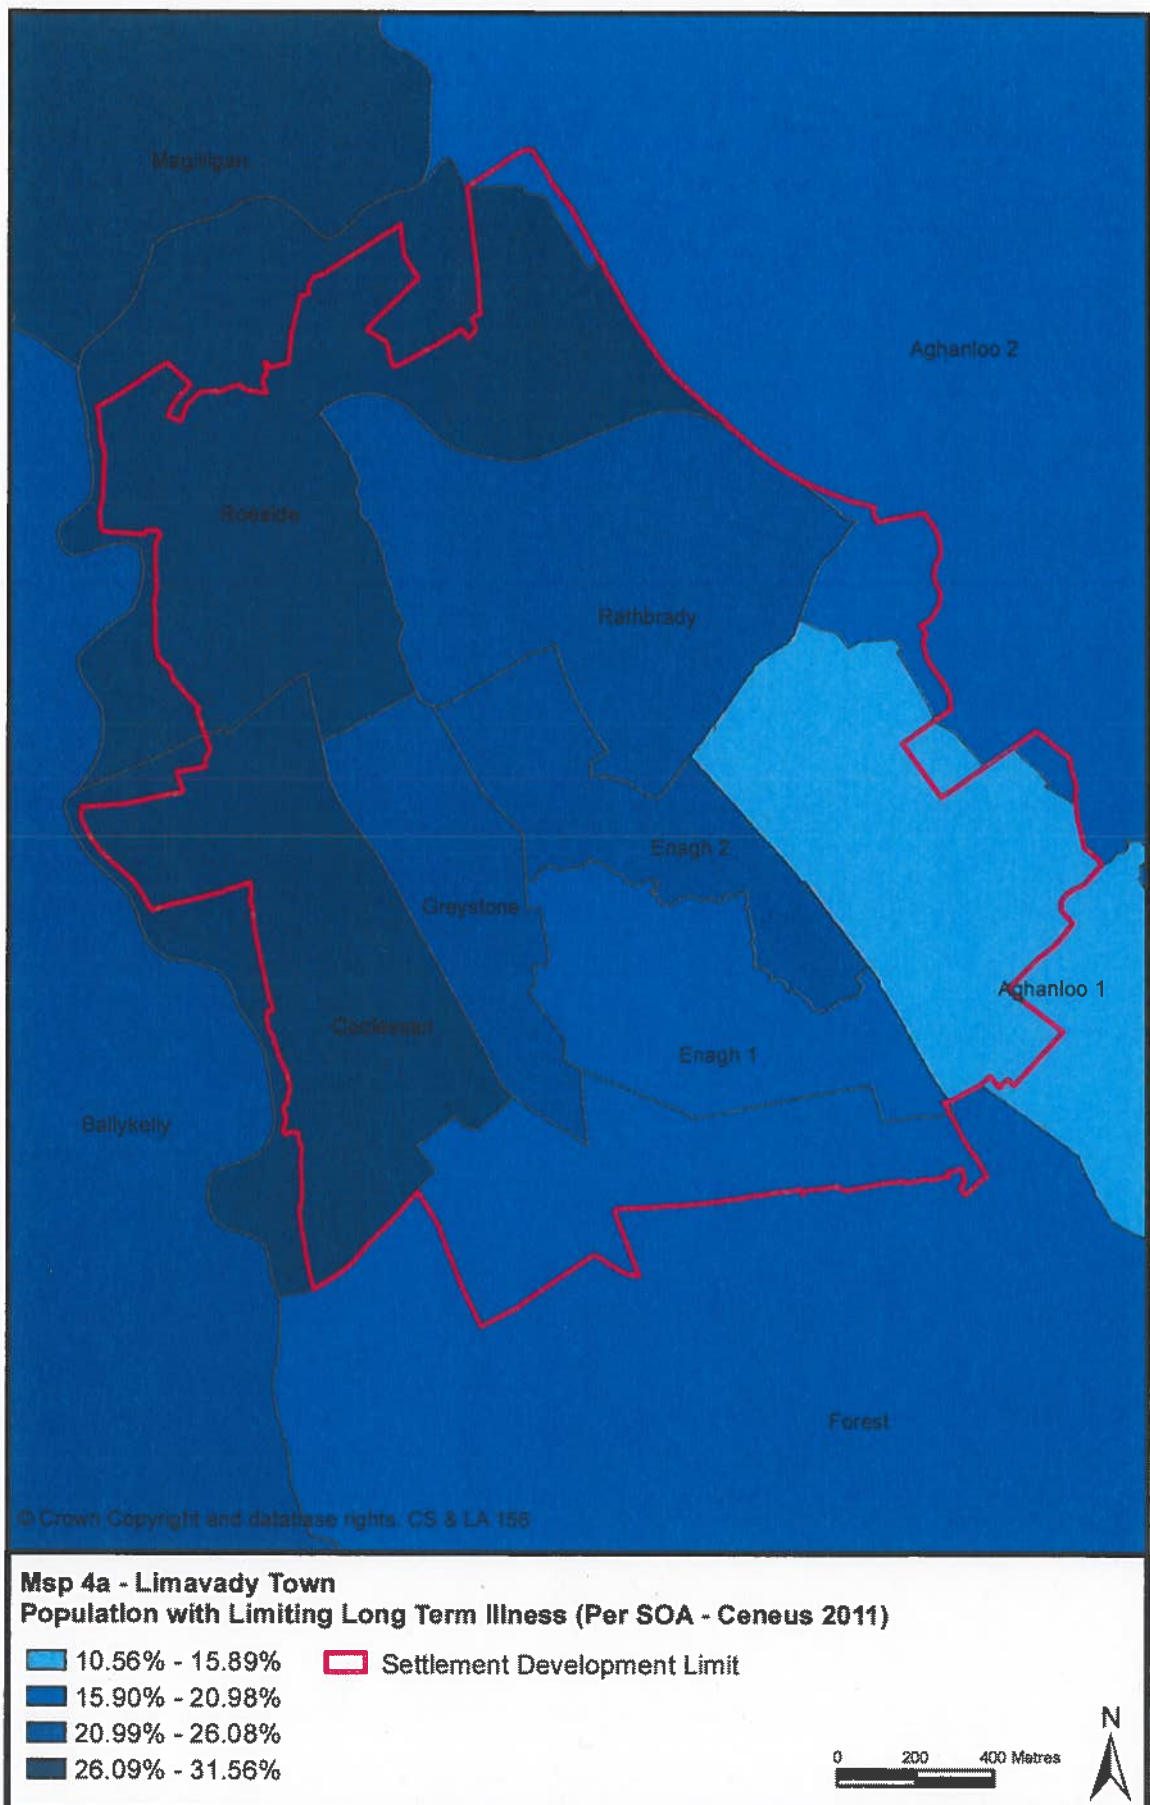 Magilligan
Aghanloo 2
Roeside
Rathbrady
Enagh 2
Greystone
Aghanloo 1
Coolessan
Enagh 1
Ballykelly
Forest
© Crown Copyright and database rights. CS & LA 156
Msp 4a - Limavady Town
Population with Limiting Long Term Illness (Per SOA - Ceneus 2011)
10.56% - 15.89%
Settlement Development Limit
15.90% - 20.98%
20.99% - 26.08%
26.09% - 31.56%
N
0 200 400 Metres